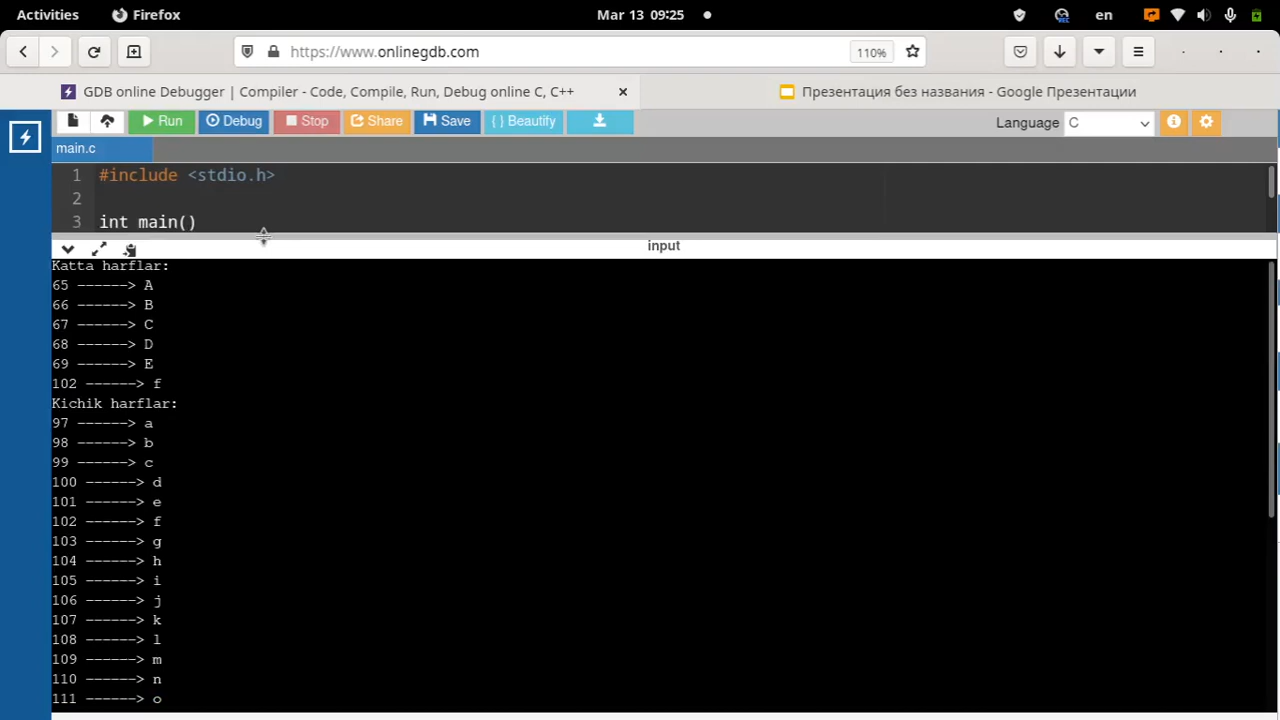 Activities Firefox Mar 13 09:25 en
https://www.onlinegdb.com 110%
GDB online Debugger | Compiler - Code, Compile, Run, Debug online C, C++ Презентация без названия - Google Презентации
Run Debug Stop Share Save { } Beautify Language C
main.c
1 #include <stdio.h>
2
3 int main()
input
Katta harflar:
65 ------> A
66 ------> B
67 ------> C
68 ------> D
69 ------> E
102 ------> f
Kichik harflar:
97 ------> a
98 ------> b
99 ------> c
100 ------> d
101 ------> e
102 ------> f
103 ------> g
104 ------> h
105 ------> i
106 ------> j
107 ------> k
108 ------> l
109 ------> m
110 ------> n
111 ------> o